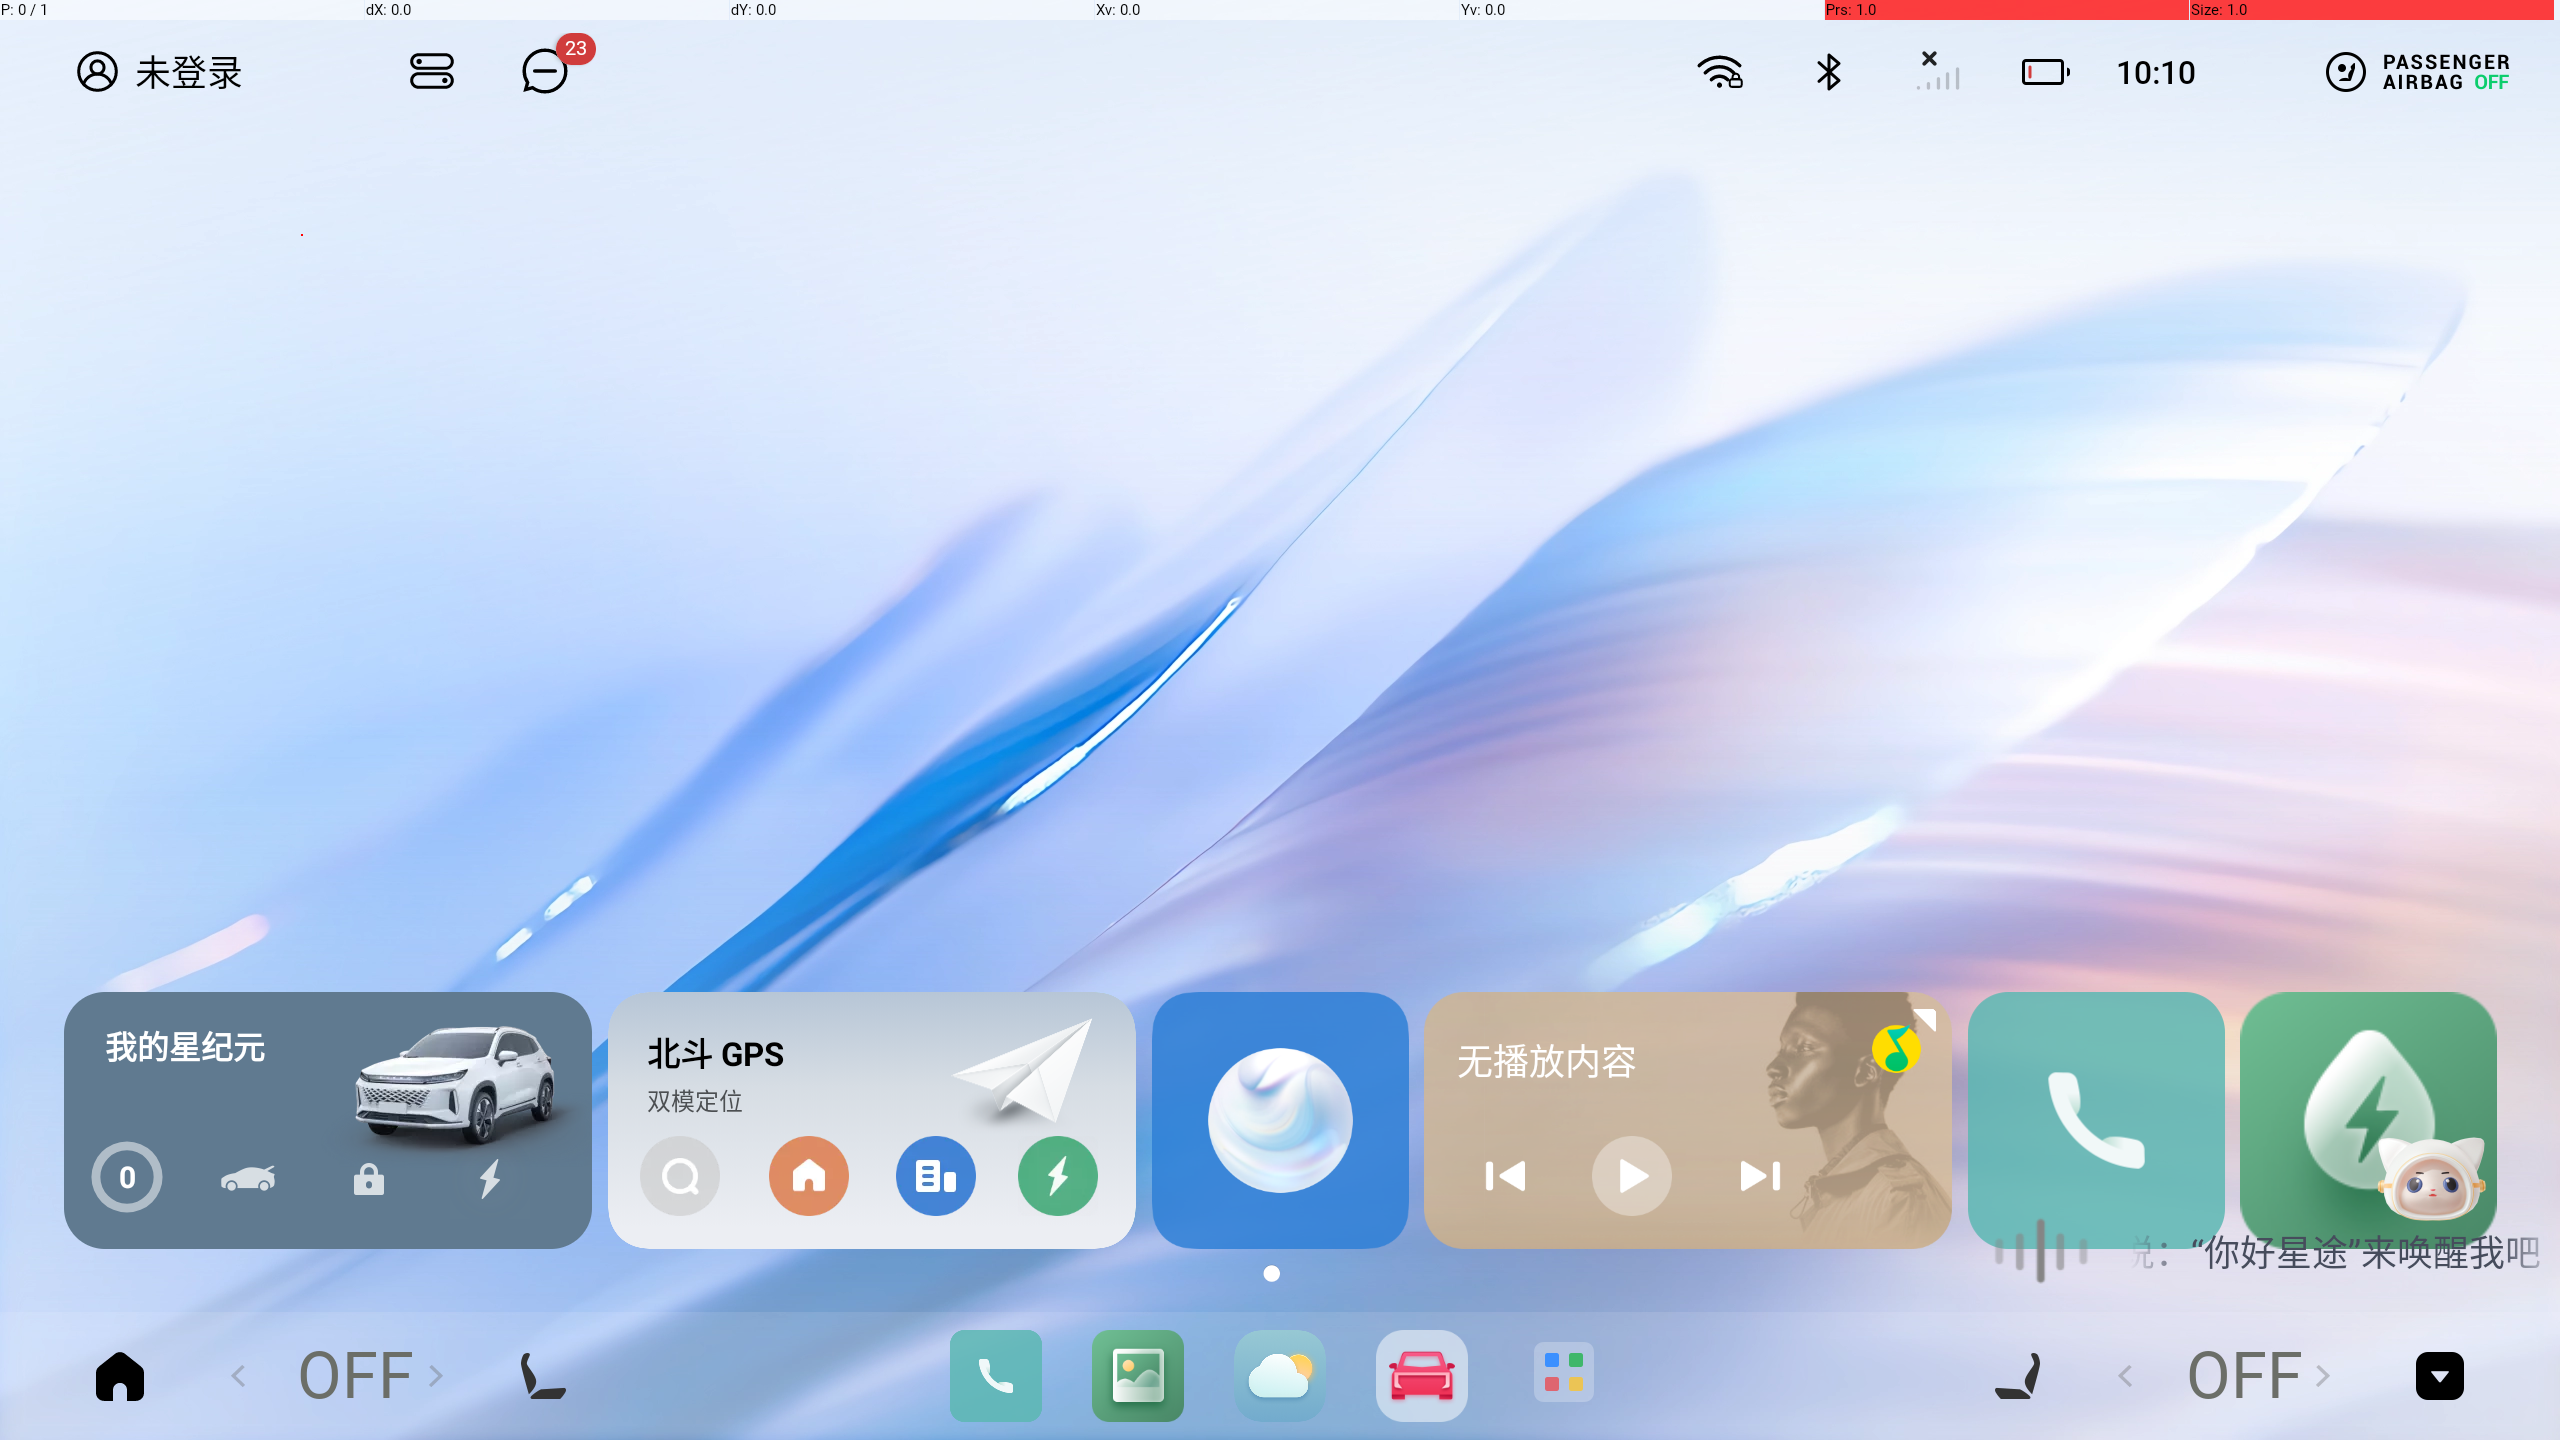 P: 0 / 1 dX: 0.0 dY: 0.0 Xv: 0.0 Yv: 0.0 Prs: 1.0 Size: 1.0
未登录 23 10:10 PASSENGER
AIRBAG OFF
我的星纪元
0
北斗 GPS
双模定位
无播放内容
：“你好星途”来唤醒我吧
OFF OFF